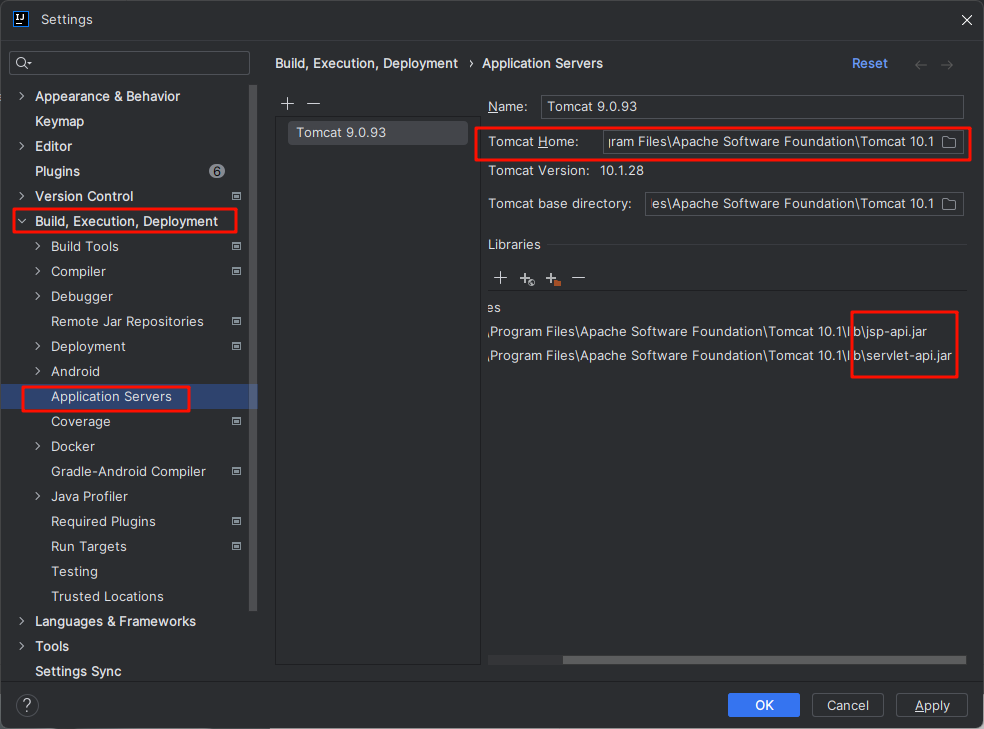 Settings
Build, Execution, Deployment › Application Servers
Reset
Appearance & Behavior
Keymap
Editor
Plugins
6
Version Control
Build, Execution, Deployment
Build Tools
Compiler
Debugger
Remote Jar Repositories
Deployment
Android
Application Servers
Coverage
Docker
Gradle-Android Compiler
Java Profiler
Required Plugins
Run Targets
Testing
Trusted Locations
Languages & Frameworks
Tools
Settings Sync
Tomcat 9.0.93
Name: Tomcat 9.0.93
Tomcat Home: ram Files\Apache Software Foundation\Tomcat 10.1
Tomcat Version: 10.1.28
Tomcat base directory: es\Apache Software Foundation\Tomcat 10.1
Libraries
es
\Program Files\Apache Software Foundation\Tomcat 10.1\lib\jsp-api.jar
\Program Files\Apache Software Foundation\Tomcat 10.1\lib\servlet-api.jar
?
OK
Cancel
Apply